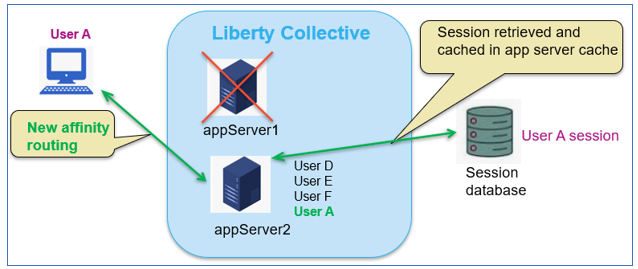 User A
Liberty Collective
Session retrieved and
cached in app server cache
appServer1
New affinity
routing
User D
User E
User F
User A
appServer2
User A session
Session
database